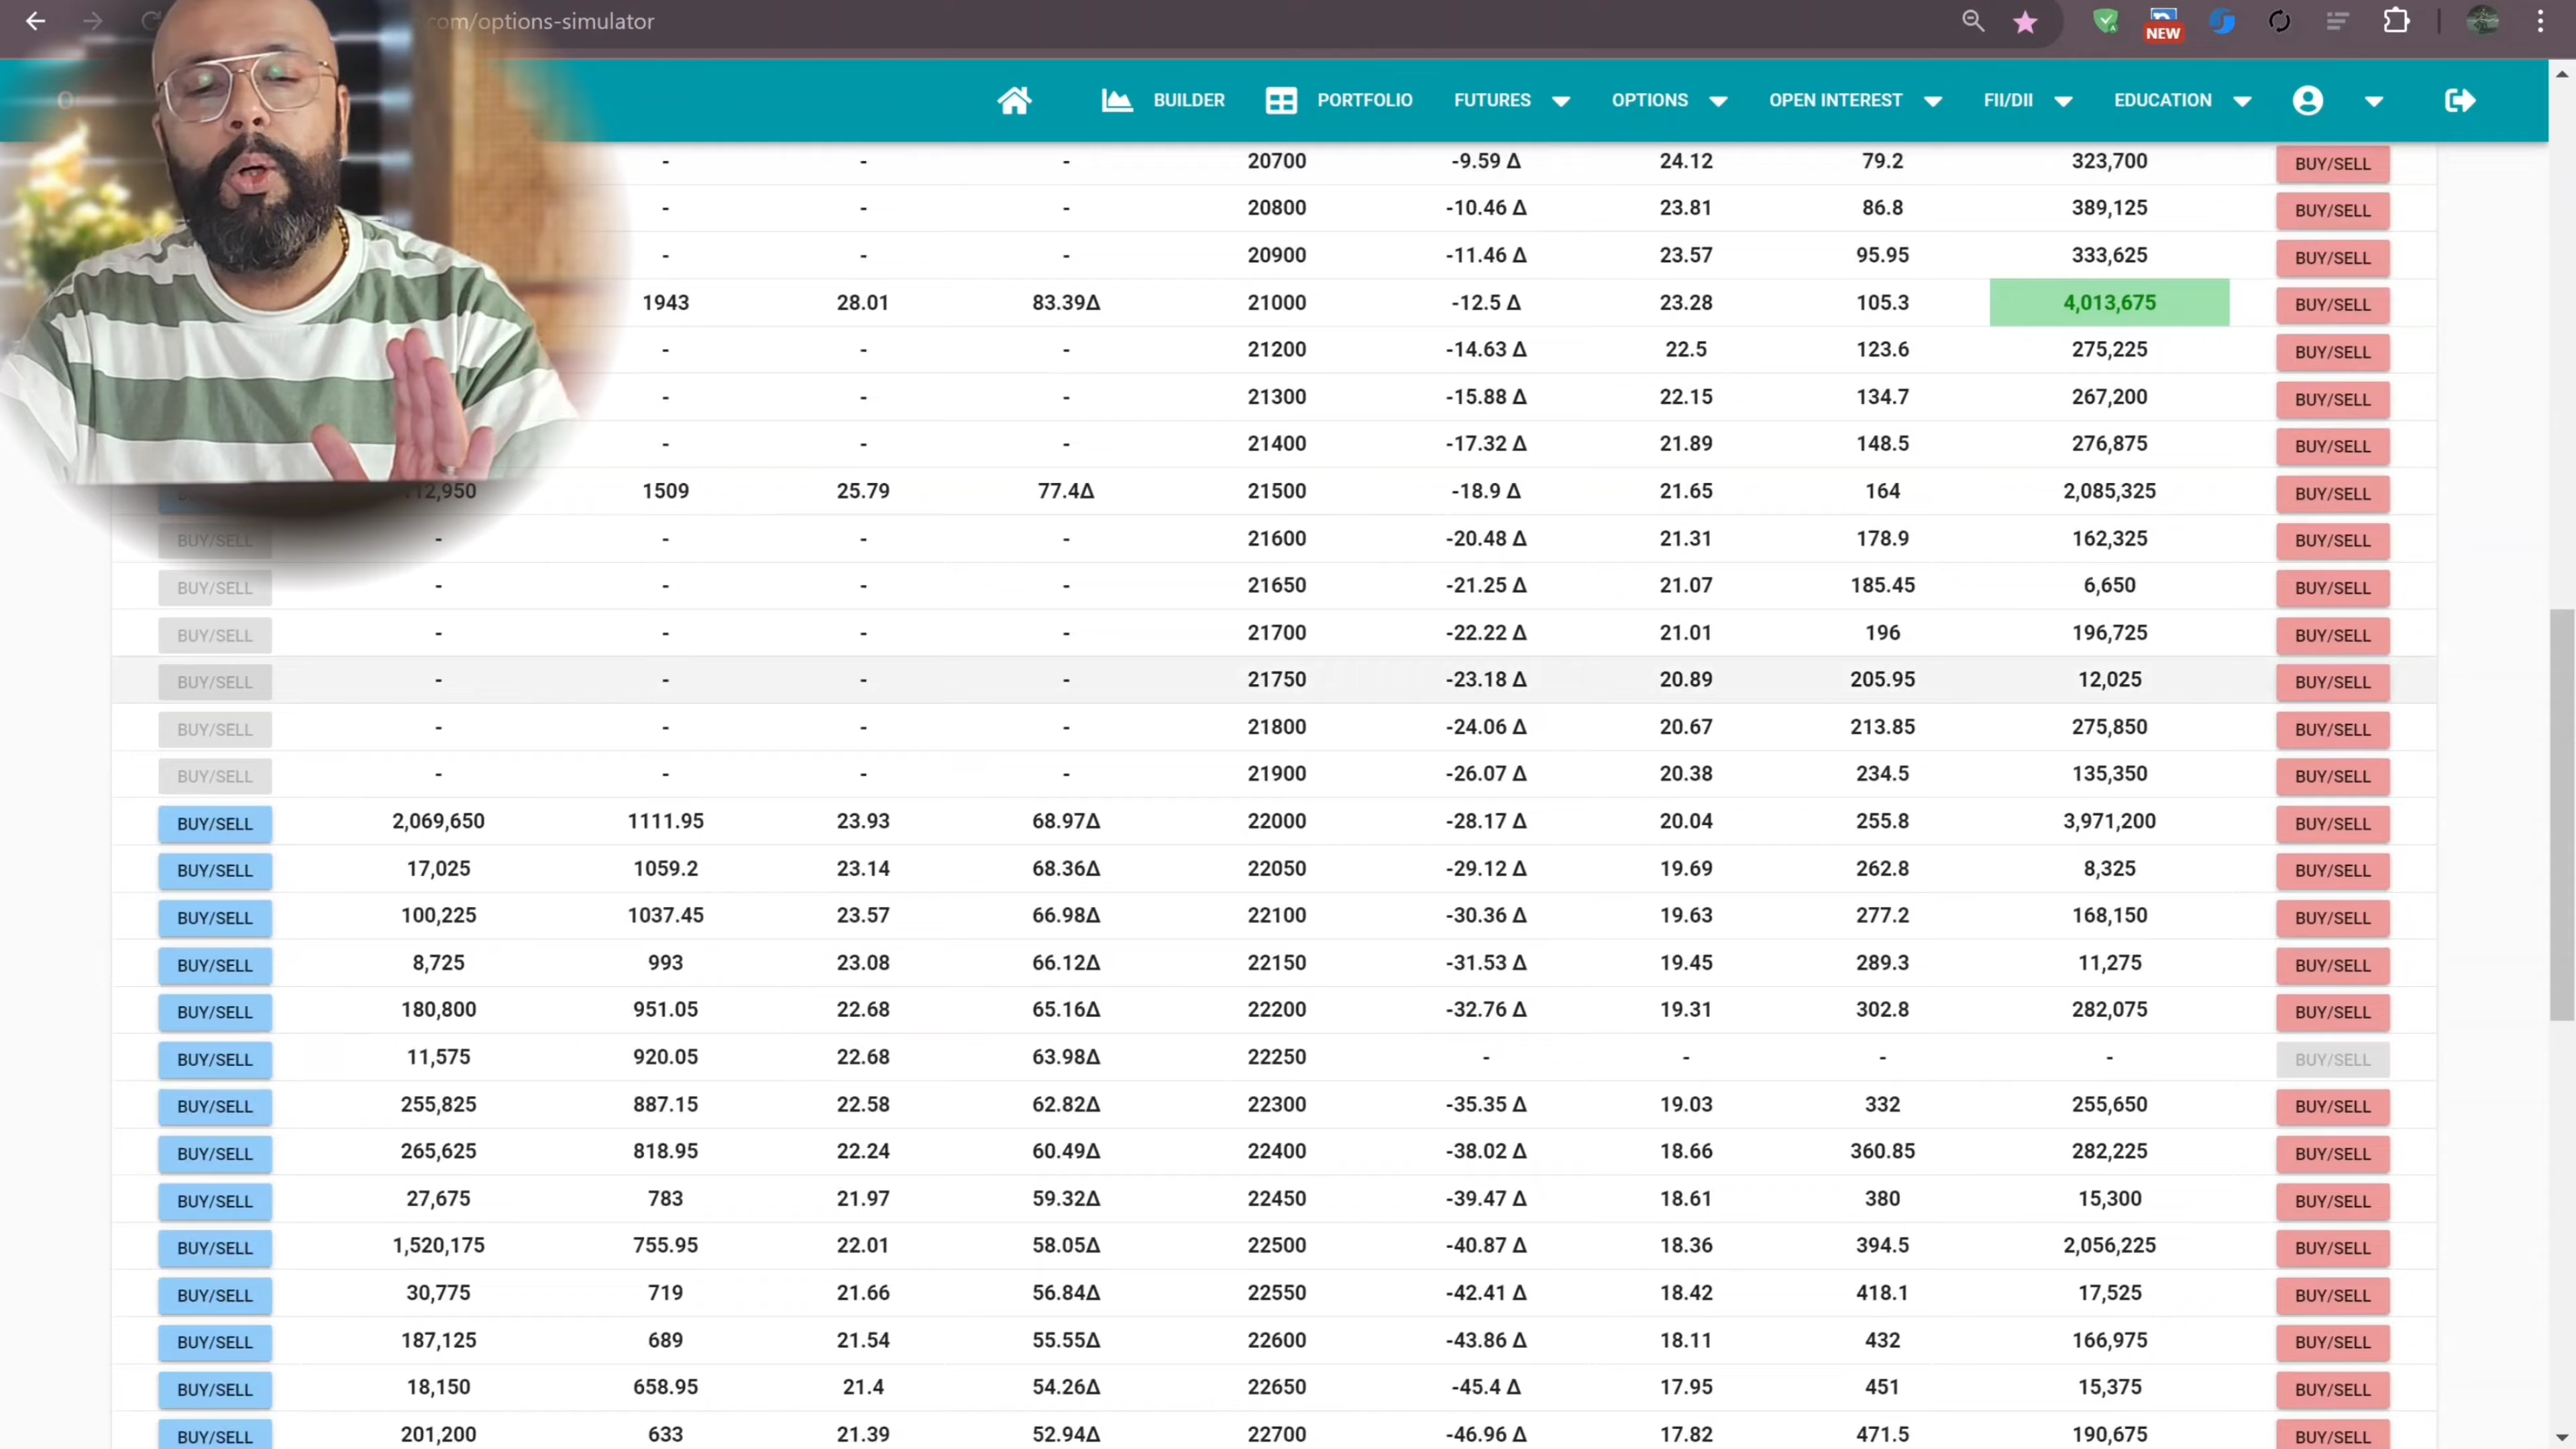 com/options-simulator
NEW
BUILDER PORTFOLIO FUTURES OPTIONS OPEN INTEREST FII/DII EDUCATION
- - - 20700 -9.59 Δ 24.12 79.2 323,700 BUY/SELL
- - - 20800 -10.46 Δ 23.81 86.8 389,125 BUY/SELL
- - - 20900 -11.46 Δ 23.57 95.95 333,625 BUY/SELL
1943 28.01 83.39Δ 21000 -12.5 Δ 23.28 105.3 4,013,675 BUY/SELL
- - - 21200 -14.63 Δ 22.5 123.6 275,225 BUY/SELL
- - - 21300 -15.88 Δ 22.15 134.7 267,200 BUY/SELL
- - - 21400 -17.32 Δ 21.89 148.5 276,875 BUY/SELL
1509 25.79 77.4Δ 21500 -18.9 Δ 21.65 164 2,085,325 BUY/SELL
BUY/SELL - - - - 21600 -20.48 Δ 21.31 178.9 162,325 BUY/SELL
BUY/SELL - - - - 21650 -21.25 Δ 21.07 185.45 6,650 BUY/SELL
BUY/SELL - - - - 21700 -22.22 Δ 21.01 196 196,725 BUY/SELL
BUY/SELL - - - - 21750 -23.18 Δ 20.89 205.95 12,025 BUY/SELL
BUY/SELL - - - - 21800 -24.06 Δ 20.67 213.85 275,850 BUY/SELL
BUY/SELL - - - - 21900 -26.07 Δ 20.38 234.5 135,350 BUY/SELL
BUY/SELL 2,069,650 1111.95 23.93 68.97Δ 22000 -28.17 Δ 20.04 255.8 3,971,200 BUY/SELL
BUY/SELL 17,025 1059.2 23.14 68.36Δ 22050 -29.12 Δ 19.69 262.8 8,325 BUY/SELL
BUY/SELL 100,225 1037.45 23.57 66.98Δ 22100 -30.36 Δ 19.63 277.2 168,150 BUY/SELL
BUY/SELL 8,725 993 23.08 66.12Δ 22150 -31.53 Δ 19.45 289.3 11,275 BUY/SELL
BUY/SELL 180,800 951.05 22.68 65.16Δ 22200 -32.76 Δ 19.31 302.8 282,075 BUY/SELL
BUY/SELL 11,575 920.05 22.68 63.98Δ 22250 - - - - BUY/SELL
BUY/SELL 255,825 887.15 22.58 62.82Δ 22300 -35.35 Δ 19.03 332 255,650 BUY/SELL
BUY/SELL 265,625 818.95 22.24 60.49Δ 22400 -38.02 Δ 18.66 360.85 282,225 BUY/SELL
BUY/SELL 27,675 783 21.97 59.32Δ 22450 -39.47 Δ 18.61 380 15,300 BUY/SELL
BUY/SELL 1,520,175 755.95 22.01 58.05Δ 22500 -40.87 Δ 18.36 394.5 2,056,225 BUY/SELL
BUY/SELL 30,775 719 21.66 56.84Δ 22550 -42.41 Δ 18.42 418.1 17,525 BUY/SELL
BUY/SELL 187,125 689 21.54 55.55Δ 22600 -43.86 Δ 18.11 432 166,975 BUY/SELL
BUY/SELL 18,150 658.95 21.4 54.26Δ 22650 -45.4 Δ 17.95 451 15,375 BUY/SELL
BUY/SELL 201,200 633 21.39 52.94Δ 22700 -46.96 Δ 17.82 471.5 190,675 BUY/SELL